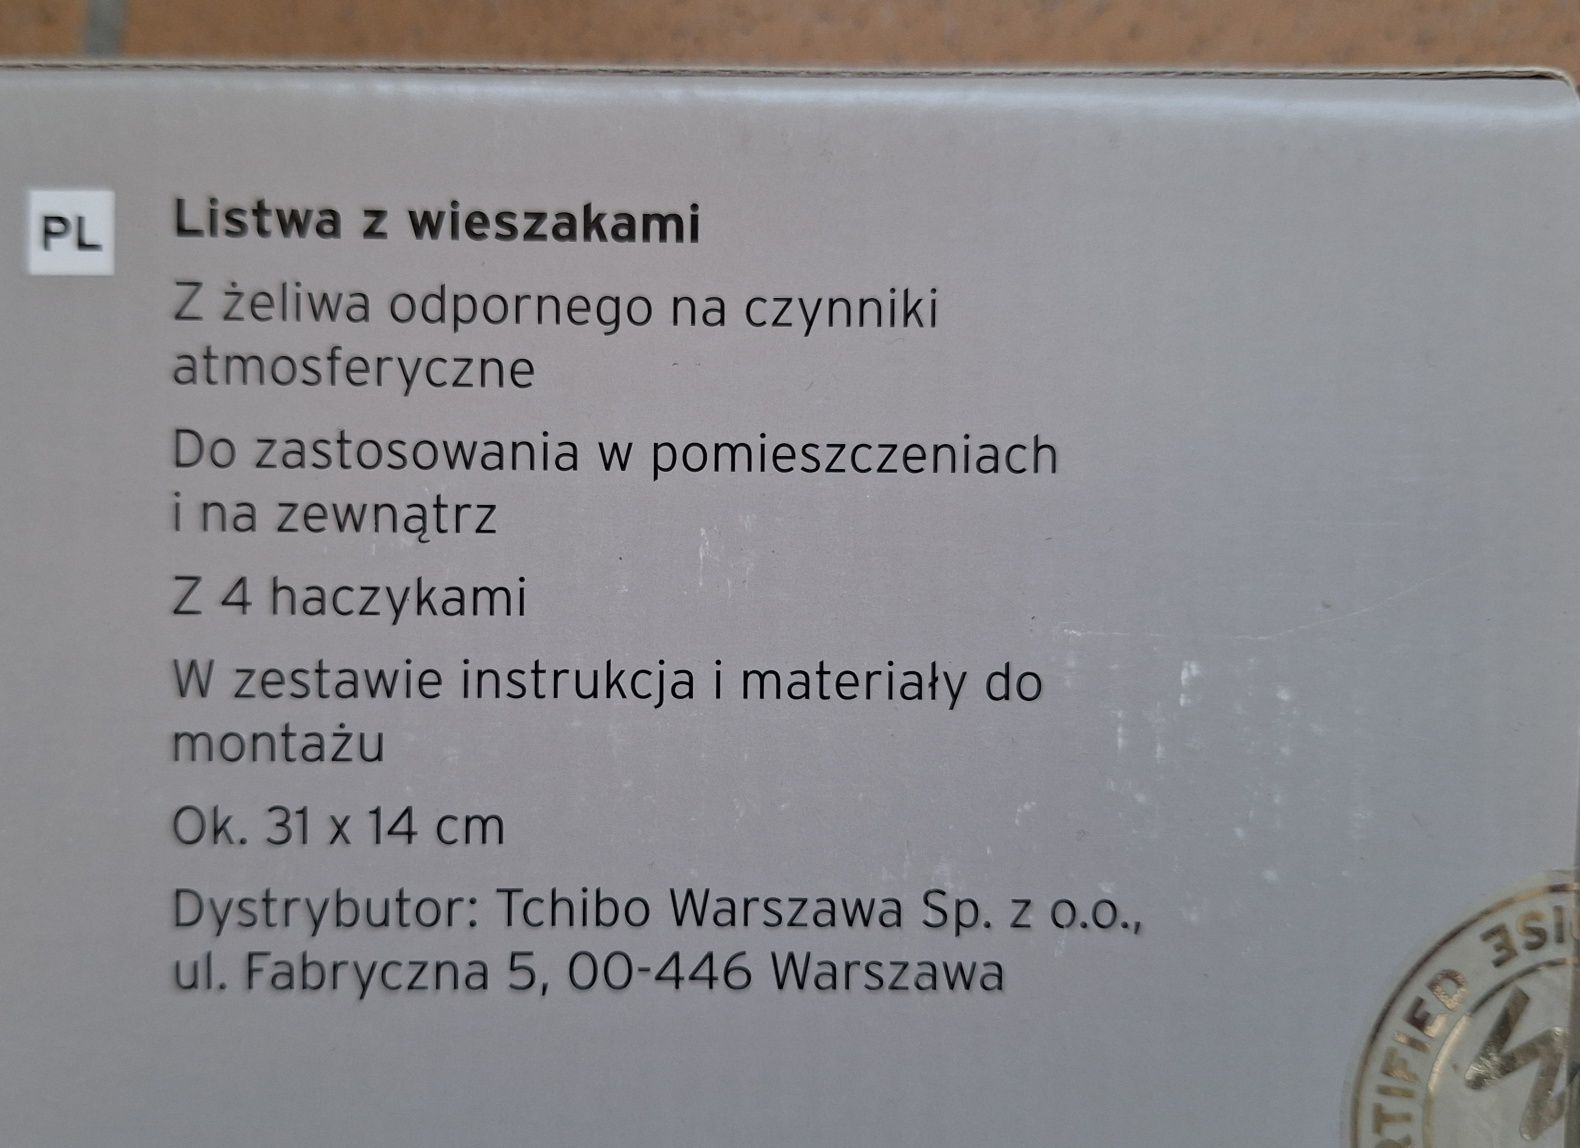 PL
Listwa z wieszakami
Z żeliwa odpornego na czynniki
atmosferyczne
Do zastosowania w pomieszczeniach
i na zewnątrz
Z 4 haczykami
W zestawie instrukcja i materiały do
montażu
Ok. 31 x 14 cm
Dystrybutor: Tchibo Warszawa Sp. z o.o.,
ul. Fabryczna 5, 00-446 Warszawa